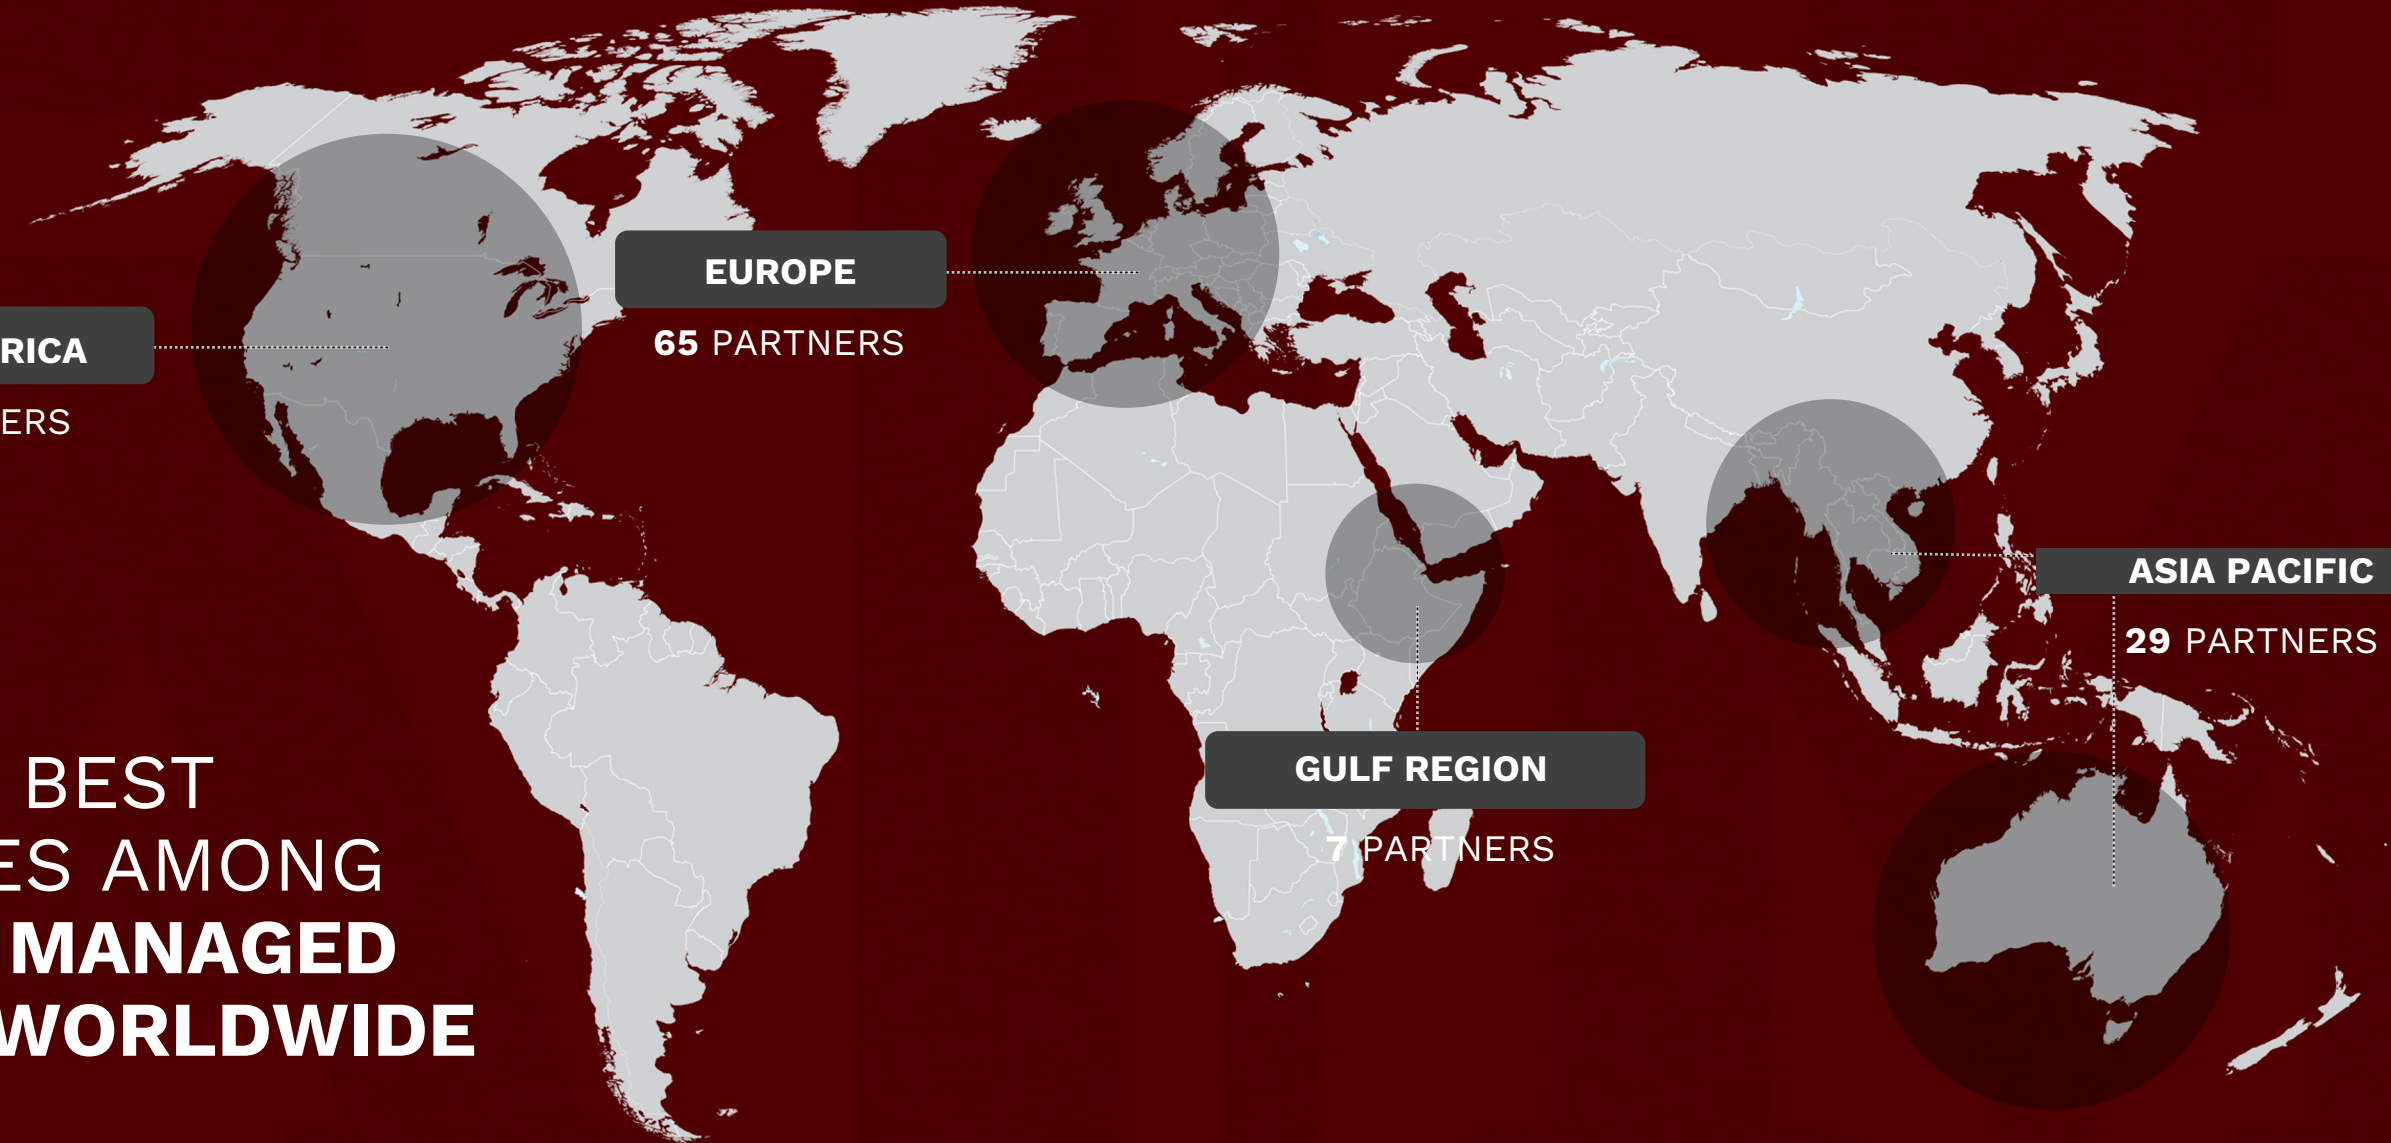 EUROPE
65 PARTNERS
RICA
ERS
ASIA PACIFIC
29 PARTNERS
GULF REGION
7 PARTNERS
BEST
ES AMONG
MANAGED
WORLDWIDE